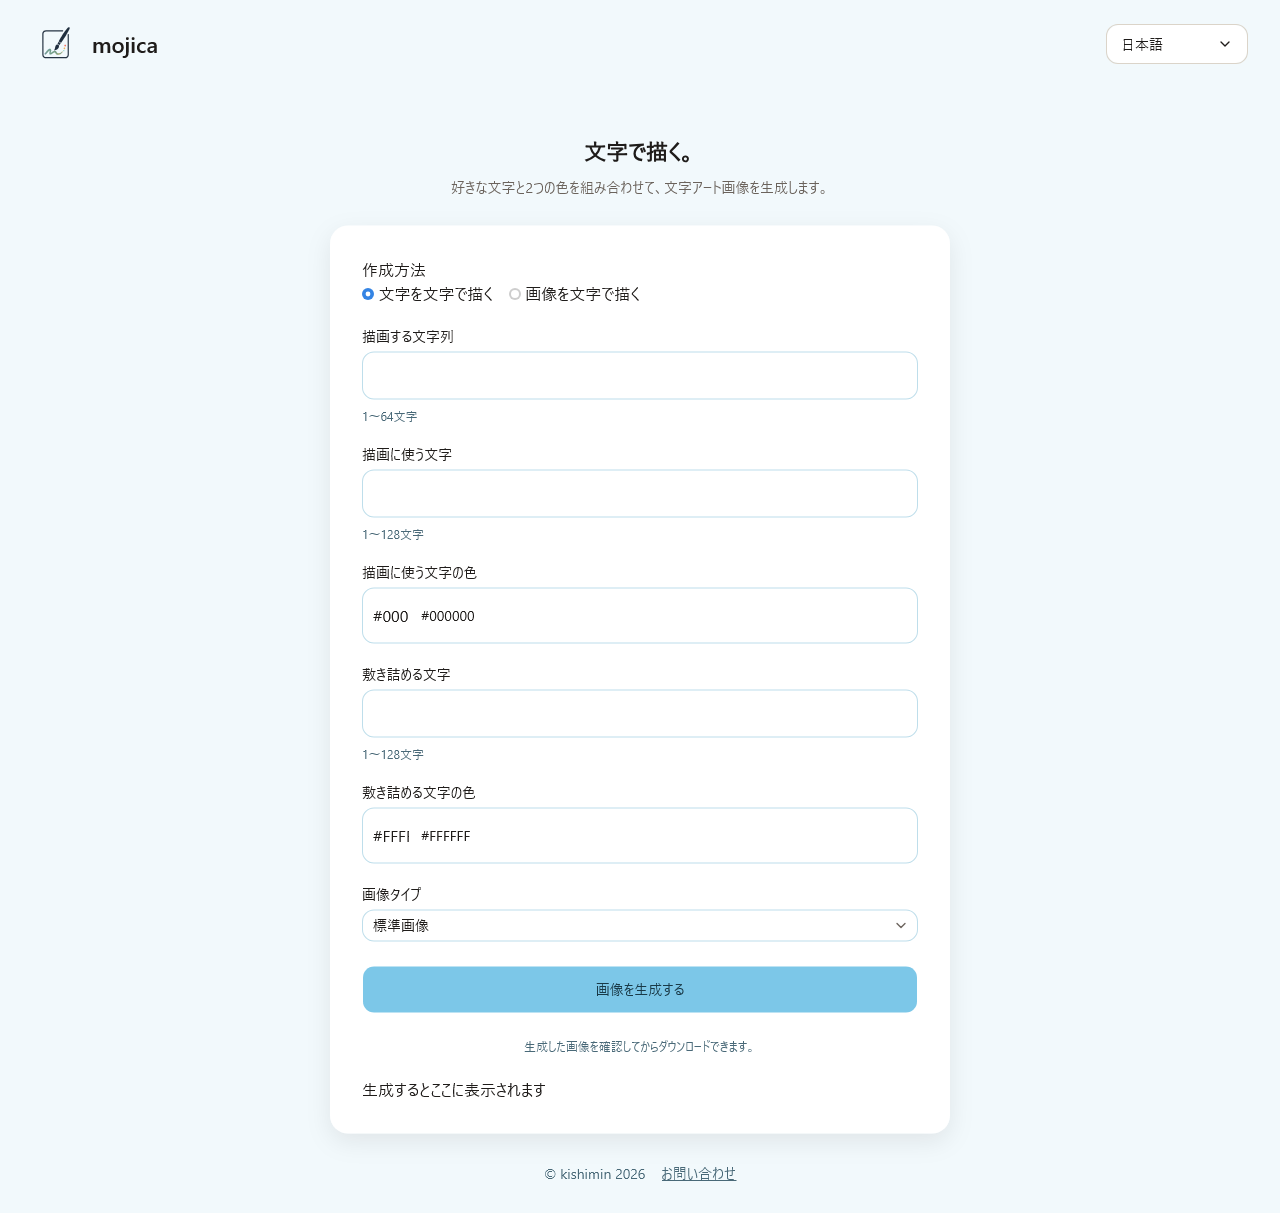 mojica
日本語
文字で描く。
好きな文字と2つの色を組み合わせて、文字アート画像を生成します。
作成方法
文字を文字で描く 画像を文字で描く
描画する文字列
1〜64文字
描画に使う文字
1〜128文字
描画に使う文字の色
#000 #000000
敷き詰める文字
1〜128文字
敷き詰める文字の色
#FFF #FFFFFF
画像タイプ
標準画像
画像を生成する
生成した画像を確認してからダウンロードできます。
生成するとここに表示されます
© kishimin 2026 お問い合わせ